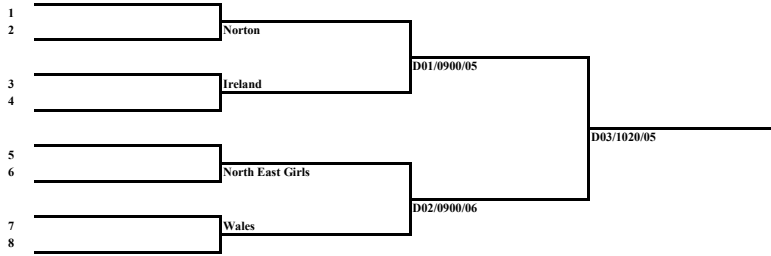 1
2
Norton
D01/0900/05
3
Ireland
4
D03/1020/05
5
6
North East Girls
D02/0900/06
7
Wales
8